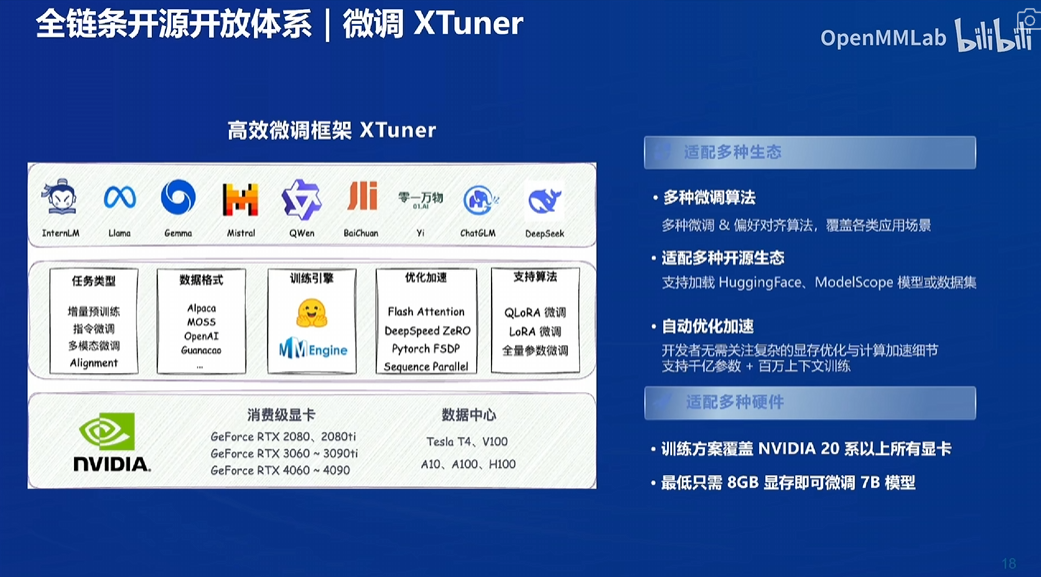 全链条开源开放体系 | 微调 XTuner
OpenMMLab bilibili
高效微调框架 XTuner
InternLM Llama Gemma Mistral QWen BaiChuan 零一万物 01.AI Yi ChatGLM DeepSeek
任务类型
增量预训练
指令微调
多模态微调
Alignment
数据格式
Alpaca
MOSS
OpenAI
Guanacao
...
训练引擎
MMEngine
优化加速
Flash Attention
DeepSpeed ZeRO
Pytorch FSDP
Sequence Parallel
支持算法
QLoRA 微调
LoRA 微调
全量参数微调
NVIDIA.
消费级显卡
GeForce RTX 2080、2080ti
GeForce RTX 3060 ~ 3090ti
GeForce RTX 4060 ~ 4090
数据中心
Tesla T4、V100
A10、A100、H100
适配多种生态
• 多种微调算法
多种微调 & 偏好对齐算法，覆盖各类应用场景
• 适配多种开源生态
支持加载 HuggingFace、ModelScope 模型或数据集
• 自动优化加速
开发者无需关注复杂的显存优化与计算加速细节
支持千亿参数 + 百万上下文训练
适配多种硬件
• 训练方案覆盖 NVIDIA 20 系以上所有显卡
• 最低只需 8GB 显存即可微调 7B 模型
18